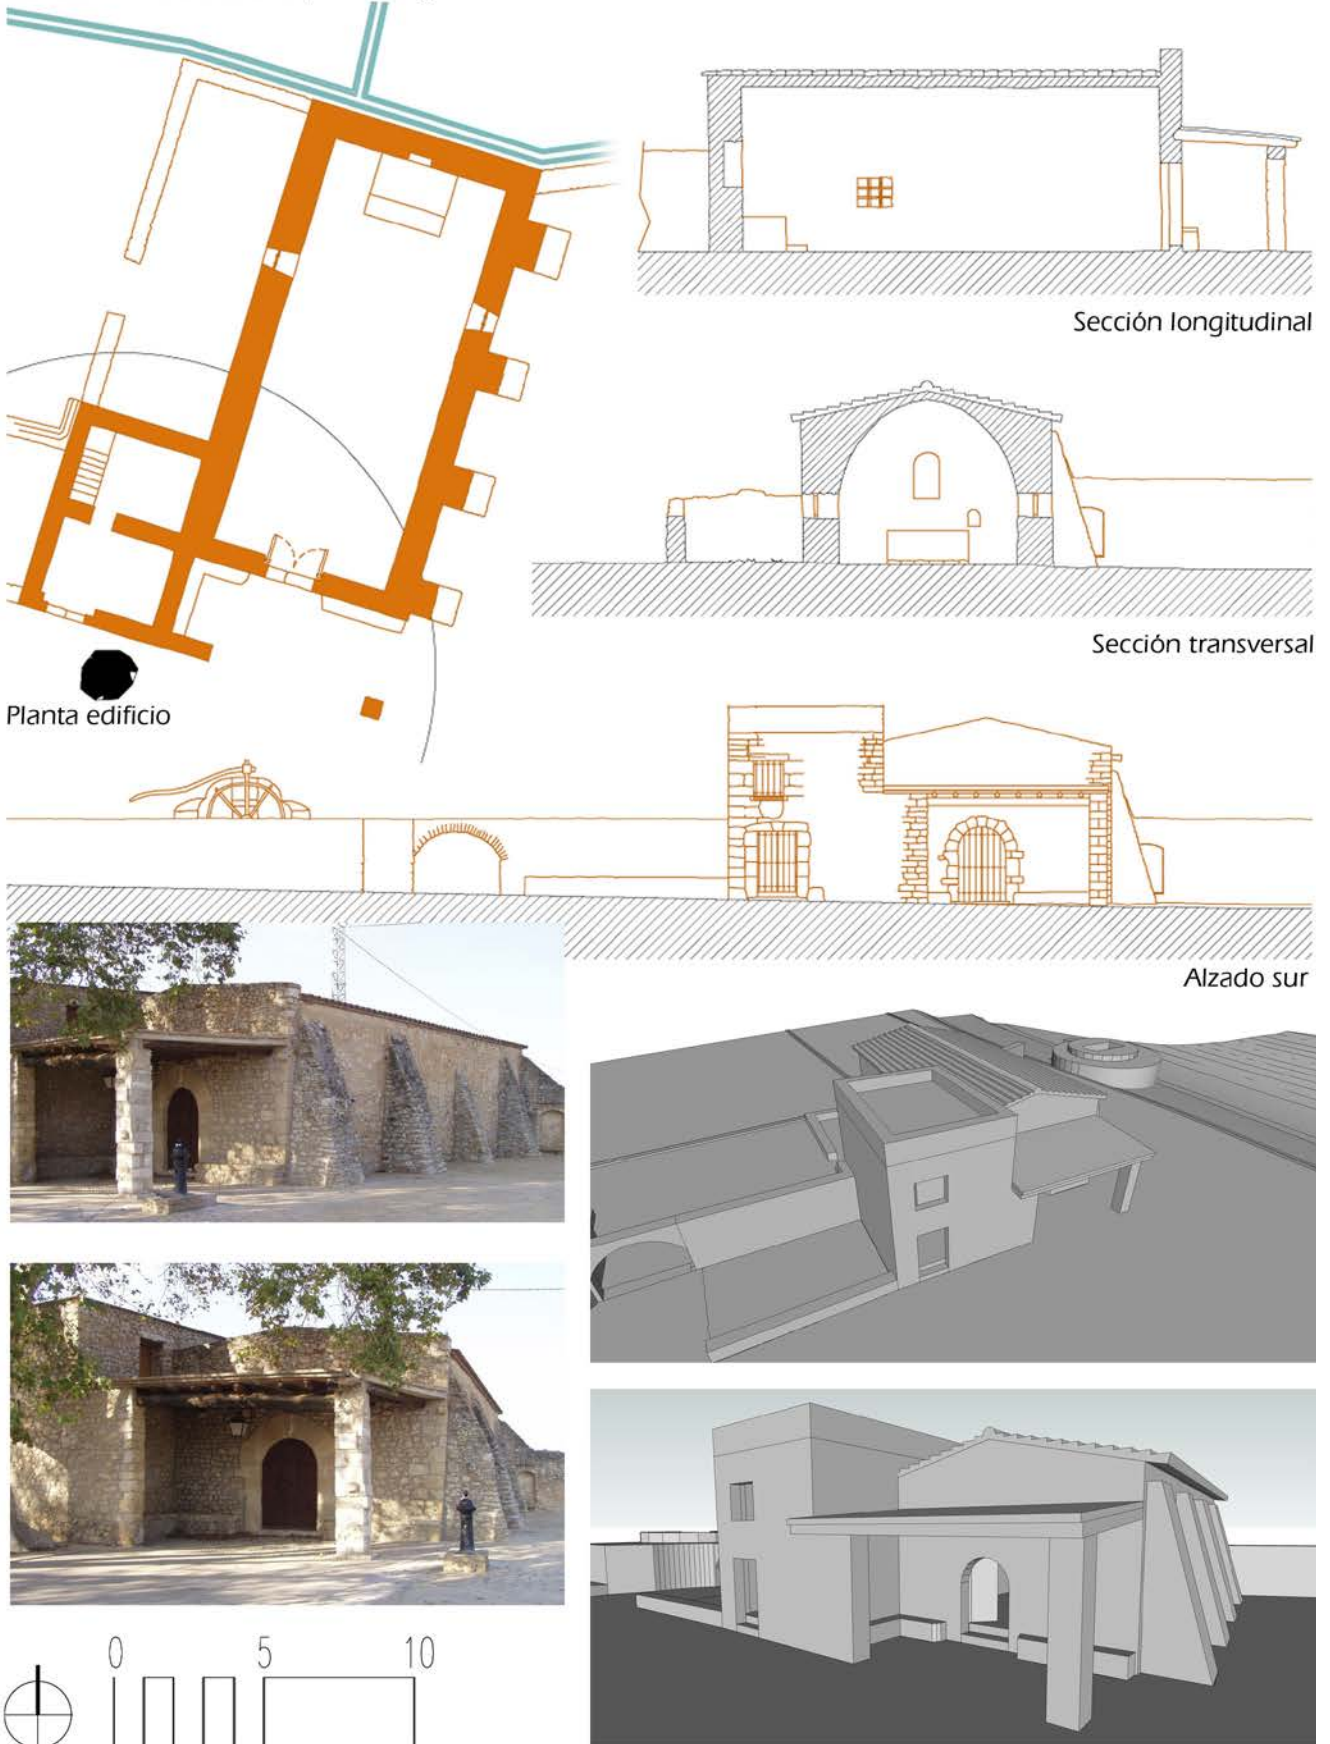 Sección longitudinal
Sección transversal
Planta edificio
Alzado sur
0 5 10